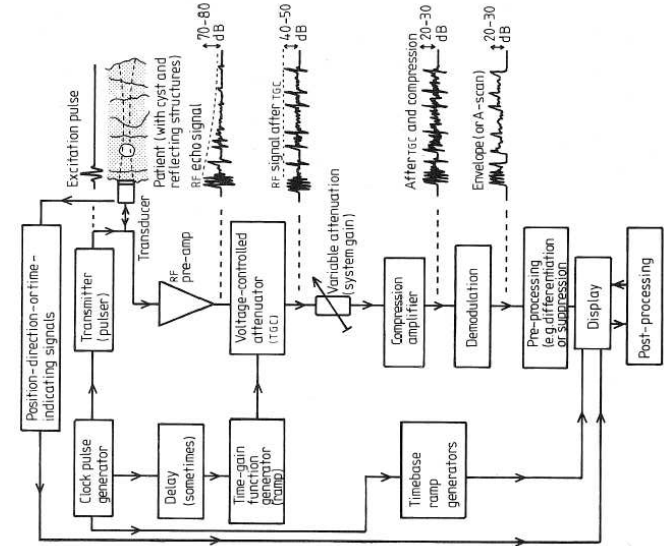 Position-direction-or time-
indicating signals
Excitation pulse
Clock pulse
generator
Transmitter
(pulser)
Transducer
Patient (with cyst and
reflecting structures)
RF
pre-amp
RF echo signal
70-80
dB
Delay
(sometimes)
Time-gain
function
generator
(ramp)
Voltage-controlled
attenuator
(TGC)
RF signal after TGC
40-50
dB
Variable attenuation
(system gain)
Compression
amplifier
After TGC and compression
20-30
dB
Timebase
ramp
generators
Demodulation
Envelope (or A-scan)
20-30
dB
Pre-processing
(e.g. differentiation
or suppression
Display
Post-processing